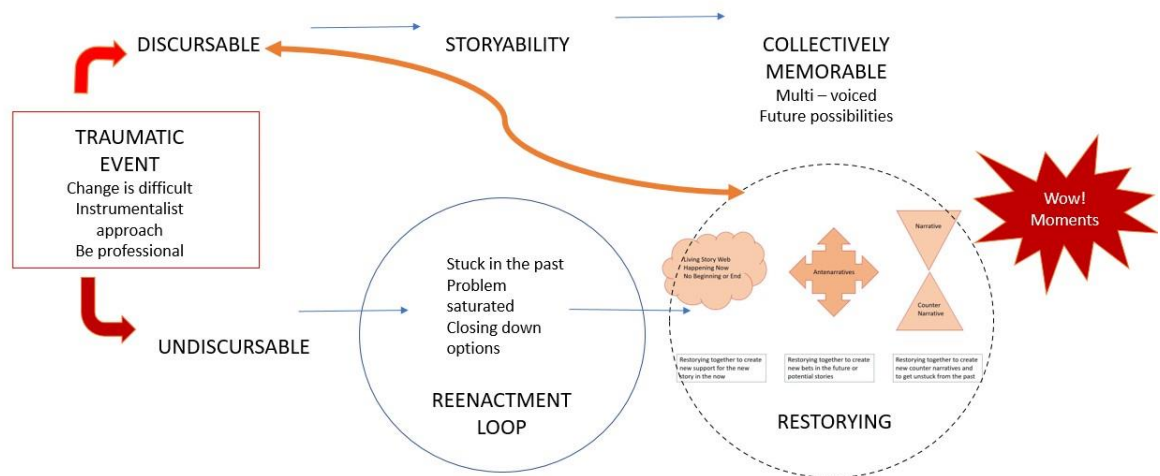 DISCURSABLE
STORYABILITY
COLLECTIVELY
MEMORABLE
Multi – voiced
Future possibilities
TRAUMATIC
EVENT
Change is difficult
Instrumentalist
approach
Be professional
Wow!
Moments
UNDISCURSABLE
Stuck in the past
Problem
saturated
Closing down
options
REENACTMENT
LOOP
Living Story Web
Happening Now
No Beginning or End
Antenarratives
Narrative
Counter
Narrative
Restorying together to create
new support for the new
story in the now
Restorying together to create
new bets in the future or
potential stories
Restorying together to create
new counter narratives and
to get unstuck from the past
RESTORYING